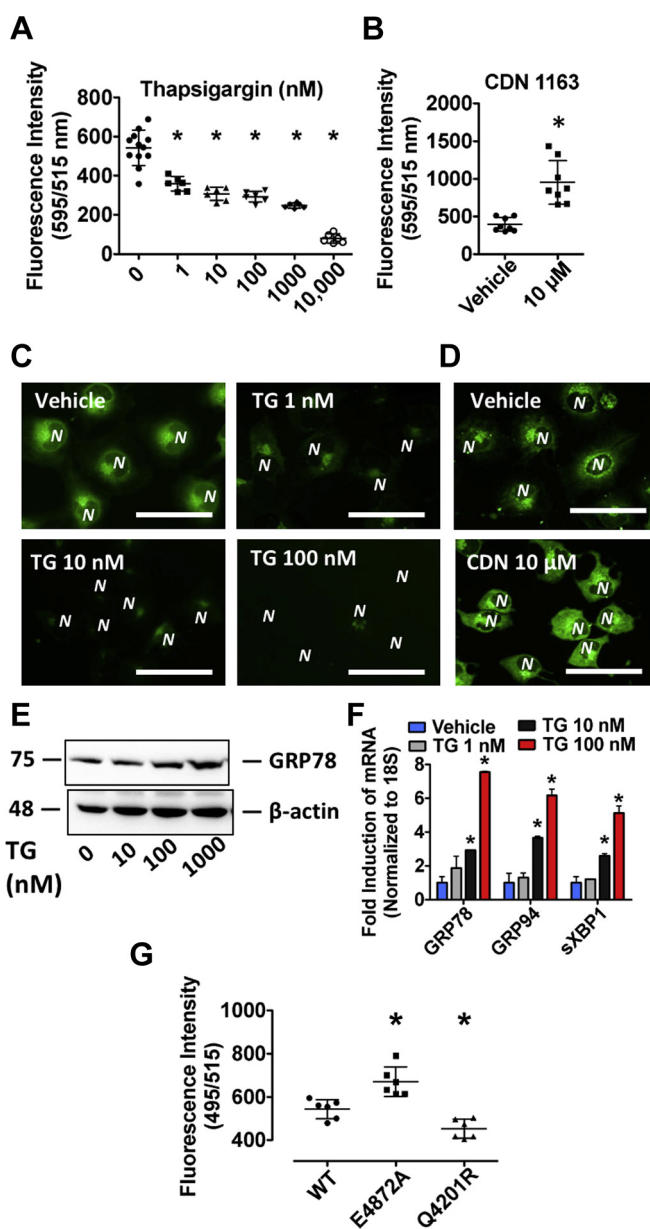 A
Thapsigargin (nM)
Fluorescence Intensity
(595/515 nm)
800
600
400
200
0
* * * * *
0 1 10 100 1000 10,000
B
CDN 1163
Fluorescence Intensity
(595/515 nm)
2000
1500
1000
500
0
*
Vehicle 10 µM
C
Vehicle
N N N N N
TG 1 nM
N N N N
TG 10 nM
N N N N N
TG 100 nM
N N N N N
D
Vehicle
N N N N N
CDN 10 µM
N N N N N N
E
75 GRP78
48 β-actin
TG
(nM)
0 10 100 1000
F
Vehicle TG 10 nM
TG 1 nM TG 100 nM
Fold Induction of mRNA
(Normalized to 18S)
8
6
4
2
0
* * * * * *
GRP78 GRP94 sXBP1
G
Fluorescence Intensity
(495/515)
1000
800
600
400
* *
WT E4872A Q4201R